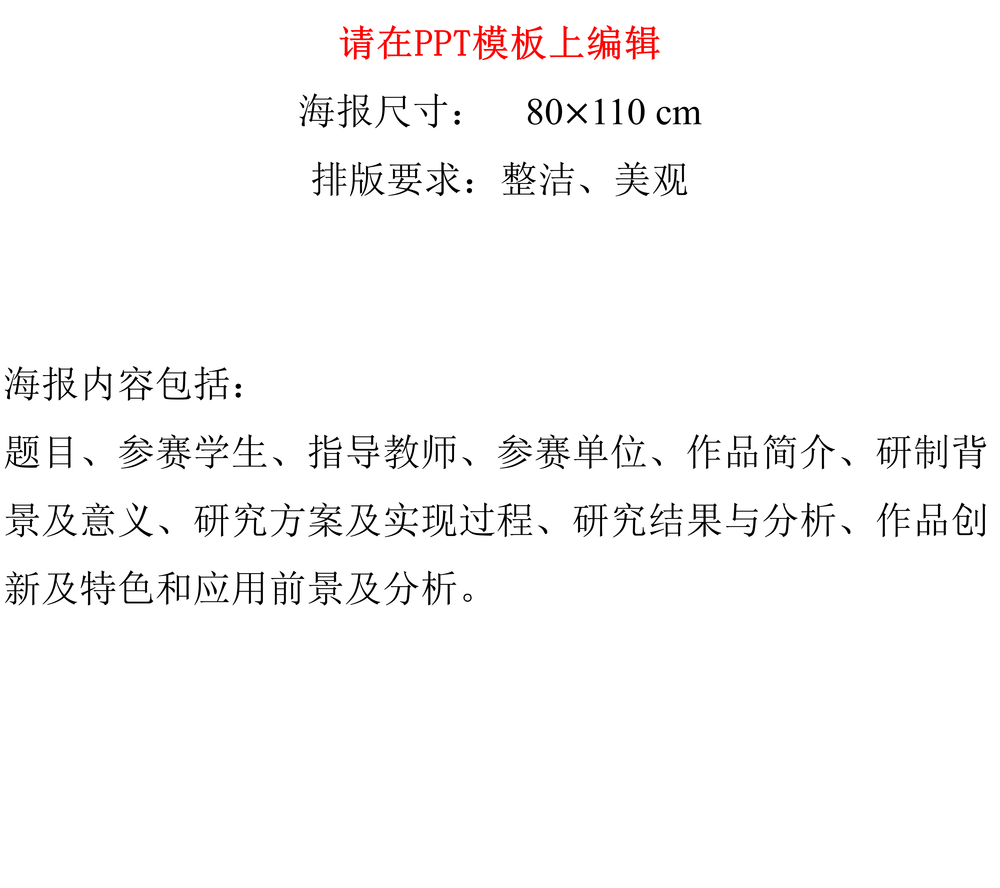 请在PPT模板上编辑
海报尺寸： 80×110 cm
排版要求： 整洁、美观
海报内容包括：
题目、参赛学生、指导教师、参赛单位、作品简介、研制背
景及意义、研究方案及实现过程、研究结果与分析、作品创
新及特色和应用前景及分析。